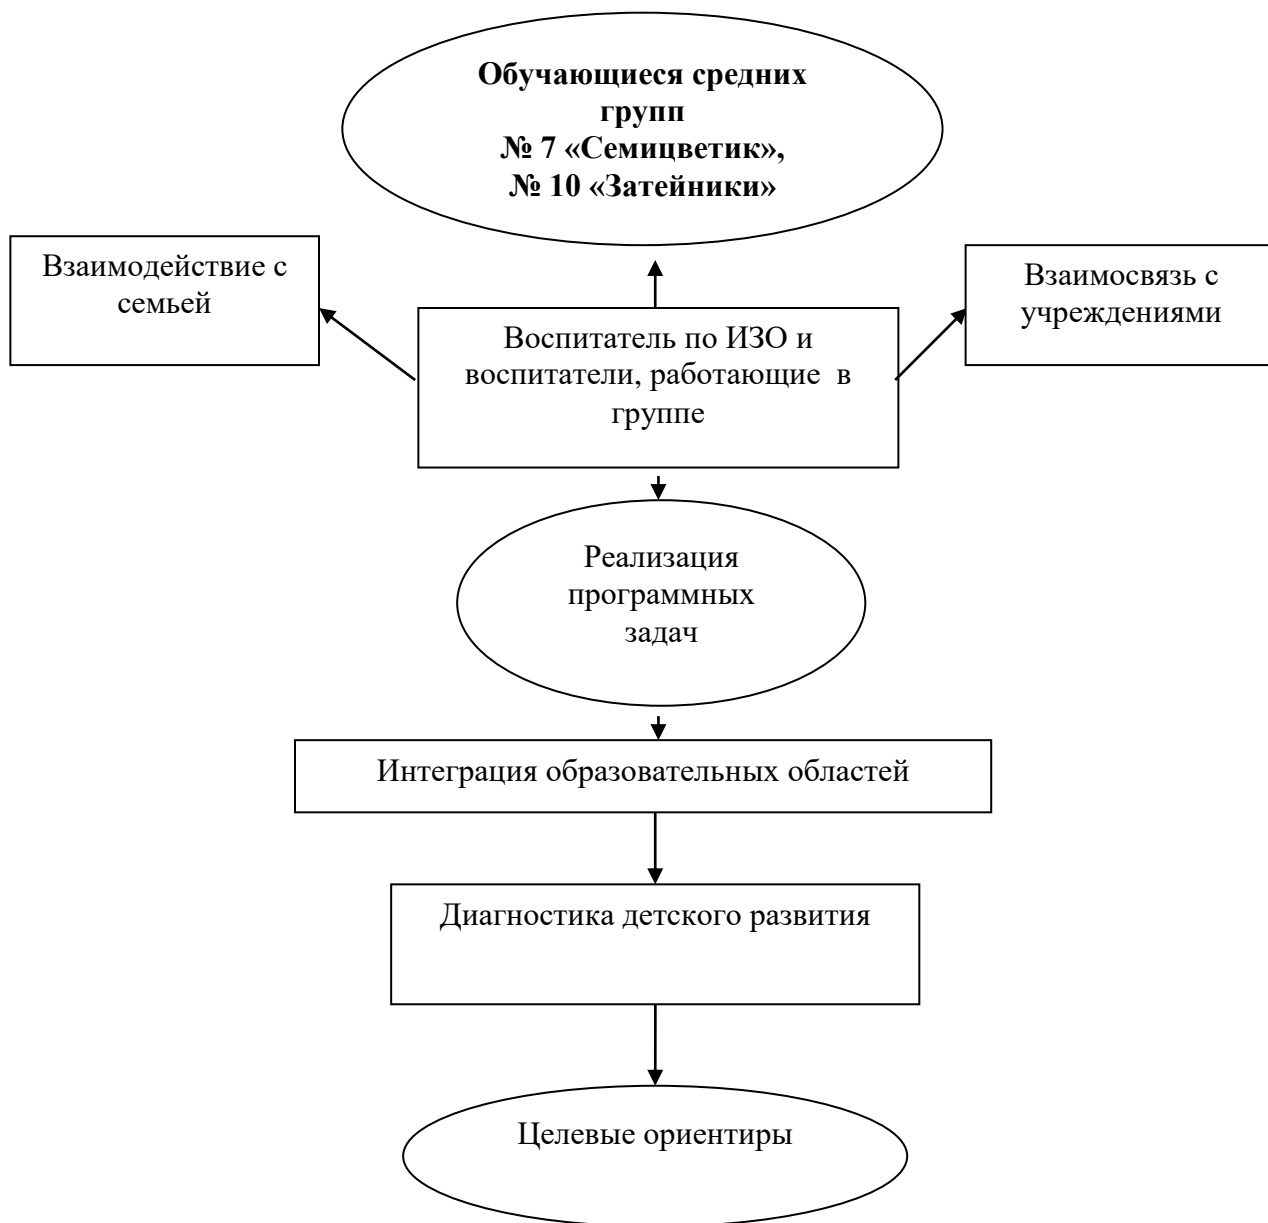 Обучающиеся средних
групп
№ 7 «Семицветик»,
№ 10 «Затейники»
Взаимодействие с
семьей
Взаимосвязь с
учреждениями
Воспитатель по ИЗО и
воспитатели, работающие в
группе
Реализация
программных
задач
Интеграция образовательных областей
Диагностика детского развития
Целевые ориентиры